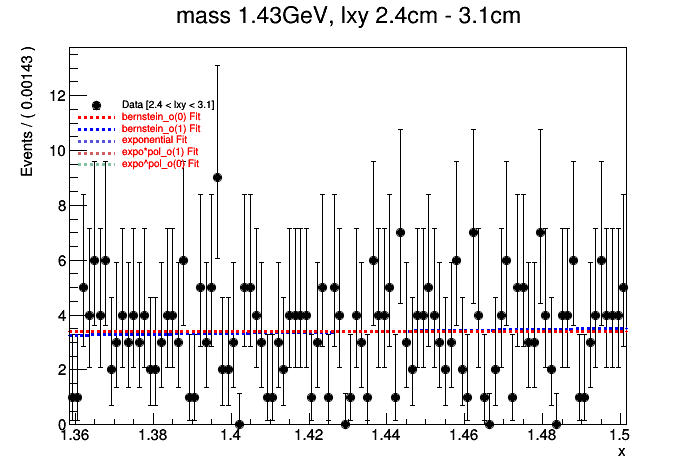 mass 1.43GeV, lxy 2.4cm - 3.1cm
Events / ( 0.00143 )
12
10
8
6
4
2
0
Data [2.4 < lxy < 3.1]
bernstein_o(0) Fit
bernstein_o(1) Fit
exponential Fit
expo*pol_o(1) Fit
expo^pol_o(0) Fit
1.36 1.38 1.4 1.42 1.44 1.46 1.48 1.5
x